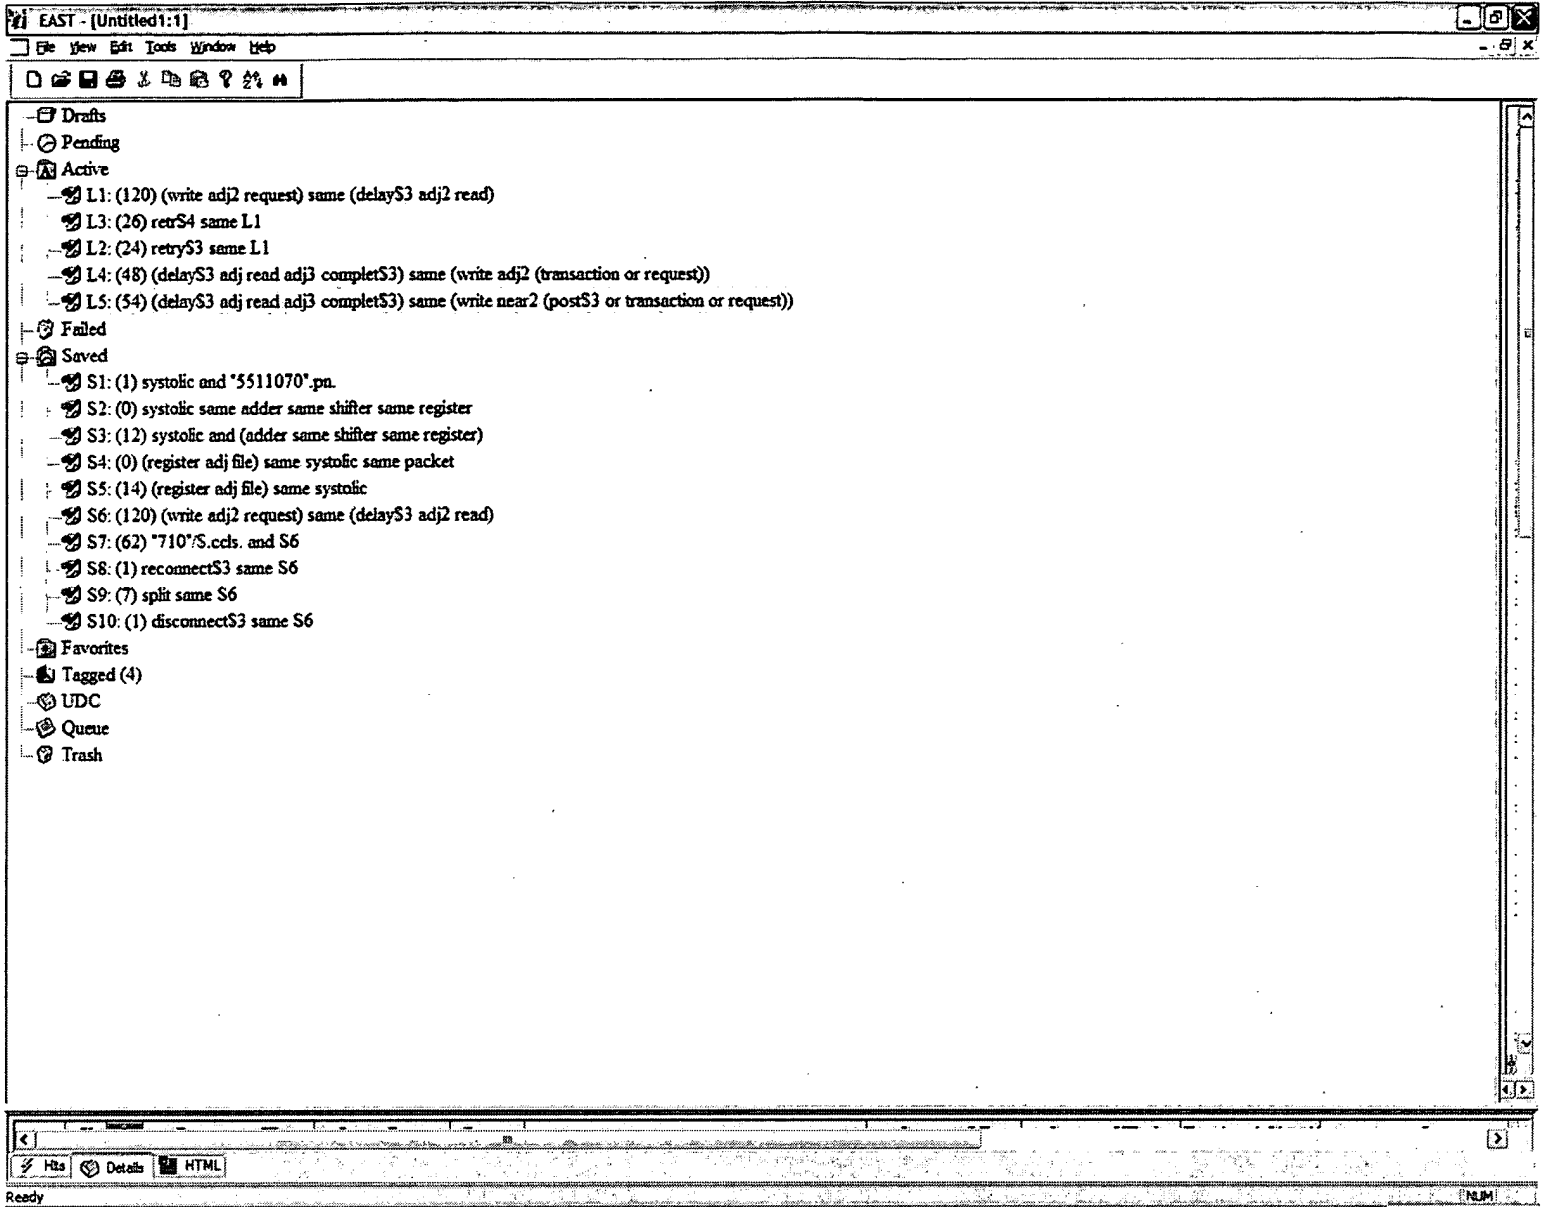 EAST - [Untitled1:1]
File View Edit Tools Window Help
Drafts
Pending
Active
L1: (120) (write adj2 request) same (delay$3 adj2 read)
L3: (26) retr$4 same L1
L2: (24) retry$3 same L1
L4: (48) (delay$3 adj read adj3 complet$3) same (write adj2 (transaction or request))
L5: (54) (delay$3 adj read adj3 complet$3) same (write near2 (post$3 or transaction or request))
Failed
Saved
S1: (1) systolic and "5511070".pn.
S2: (0) systolic same adder same shifter same register
S3: (12) systolic and (adder same shifter same register)
S4: (0) (register adj file) same systolic same packet
S5: (14) (register adj file) same systolic
S6: (120) (write adj2 request) same (delay$3 adj2 read)
S7: (62) "710"/$.ccls. and S6
S8: (1) reconnect$3 same S6
S9: (7) split same S6
S10: (1) disconnect$3 same S6
Favorites
Tagged (4)
UDC
Queue
Trash
Hits Details HTML
Ready NUM